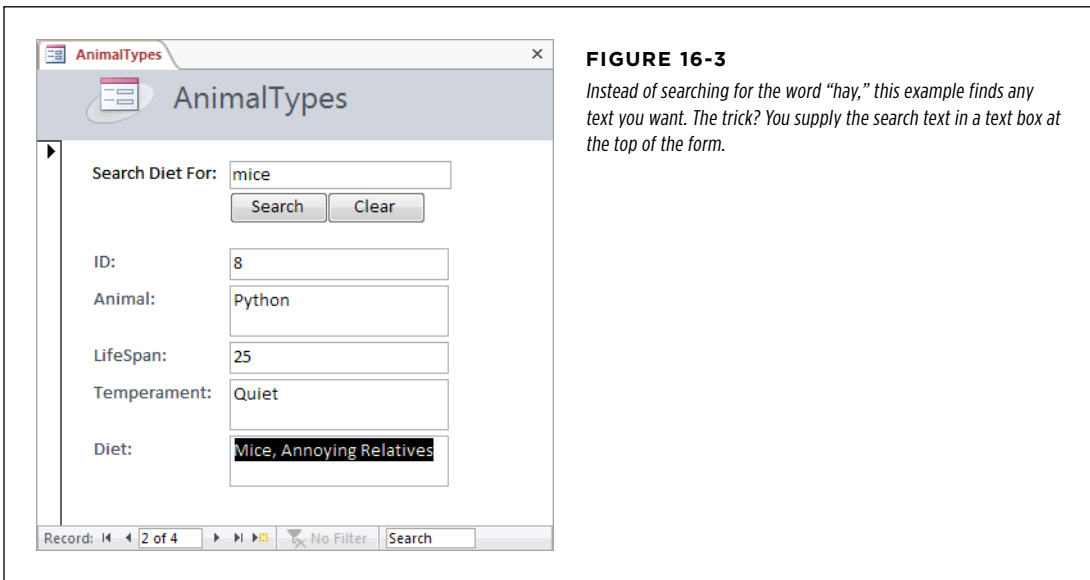 AnimalTypes
AnimalTypes
Search Diet For: mice
Search Clear
ID: 8
Animal: Python
LifeSpan: 25
Temperament: Quiet
Diet: Mice, Annoying Relatives
Record: 2 of 4 No Filter Search
FIGURE 16-3
Instead of searching for the word “hay,” this example finds any
text you want. The trick? You supply the search text in a text box at
the top of the form.